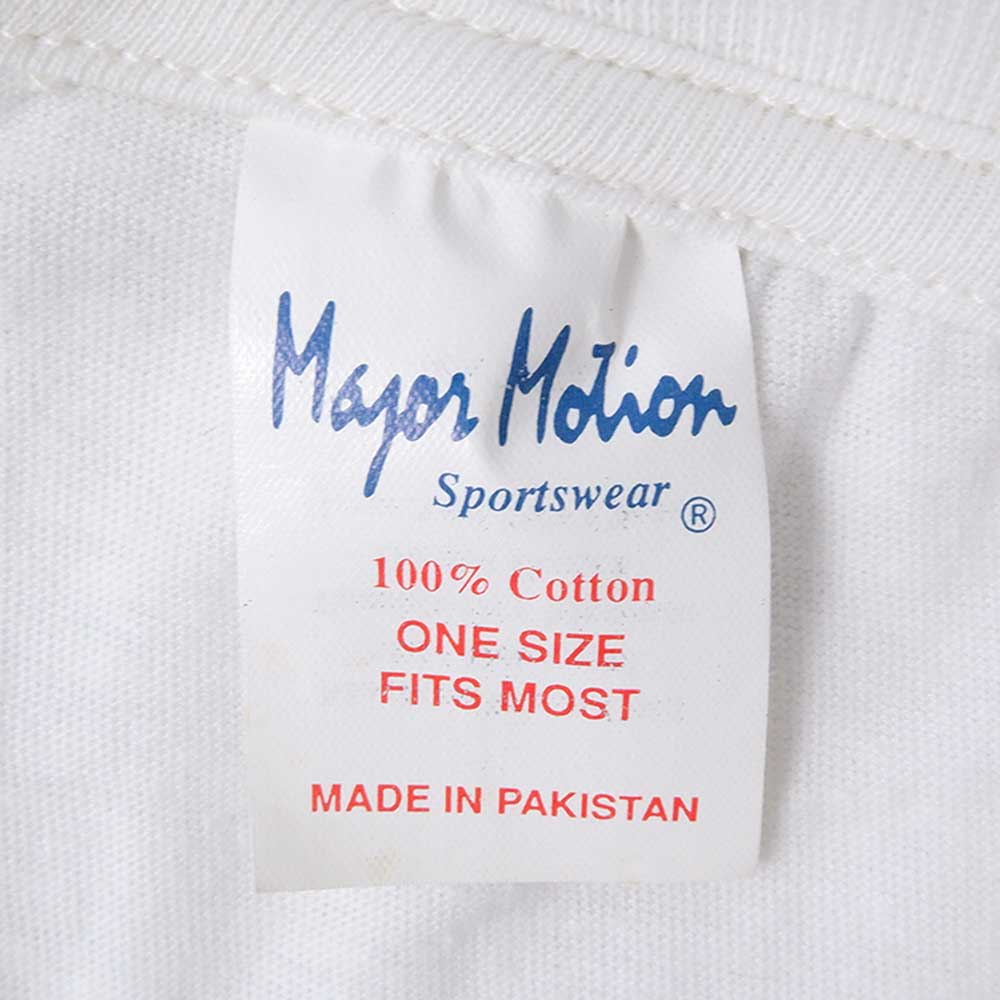 Major Motion
Sportswear ®
100% Cotton
ONE SIZE
FITS MOST
MADE IN PAKISTAN